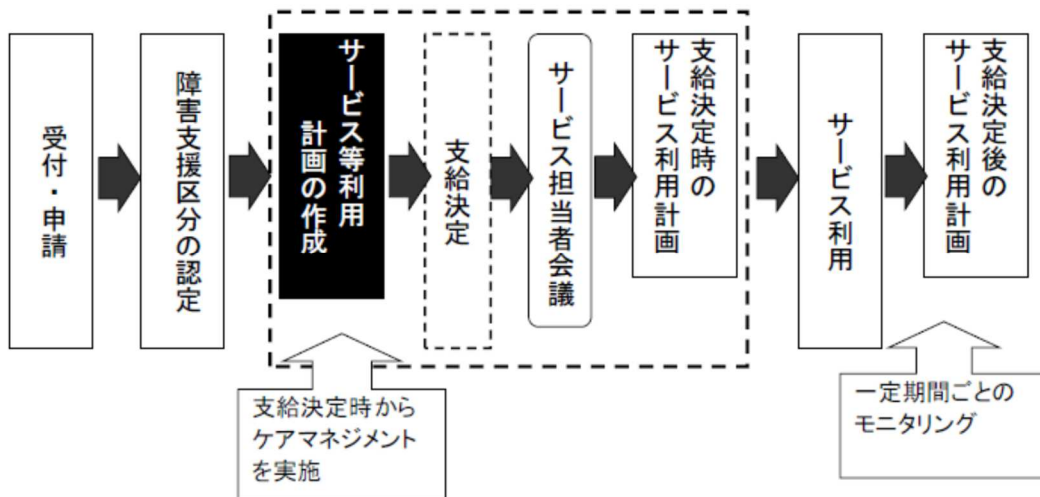 受付・申請
障害支援区分の認定
サービス等利用
計画の作成
支給決定
サービス担当者会議
支給決定時の
サービス利用計画
サービス利用
支給決定後の
サービス利用計画
支給決定時から
ケアマネジメント
を実施
一定期間ごとの
モニタリング